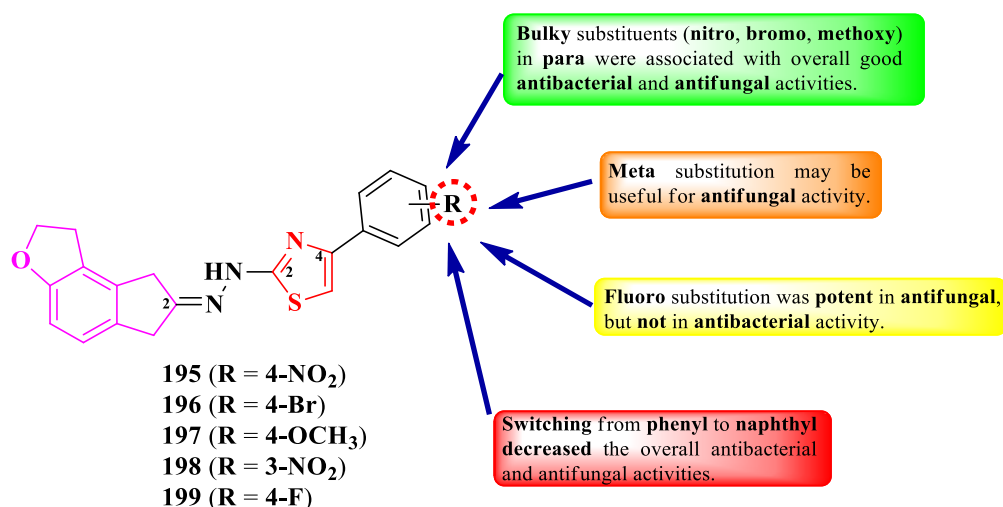 Bulky substituents (nitro, bromo, methoxy)
in para were associated with overall good
antibacterial and antifungal activities.
Meta substitution may be
useful for antifungal activity.
R
N
4
2
S
HN
N
2
O
Fluoro substitution was potent in antifungal,
but not in antibacterial activity.
195 (R = 4-NO₂)
196 (R = 4-Br)
197 (R = 4-OCH₃)
198 (R = 3-NO₂)
199 (R = 4-F)
Switching from phenyl to naphthyl
decreased the overall antibacterial
and antifungal activities.